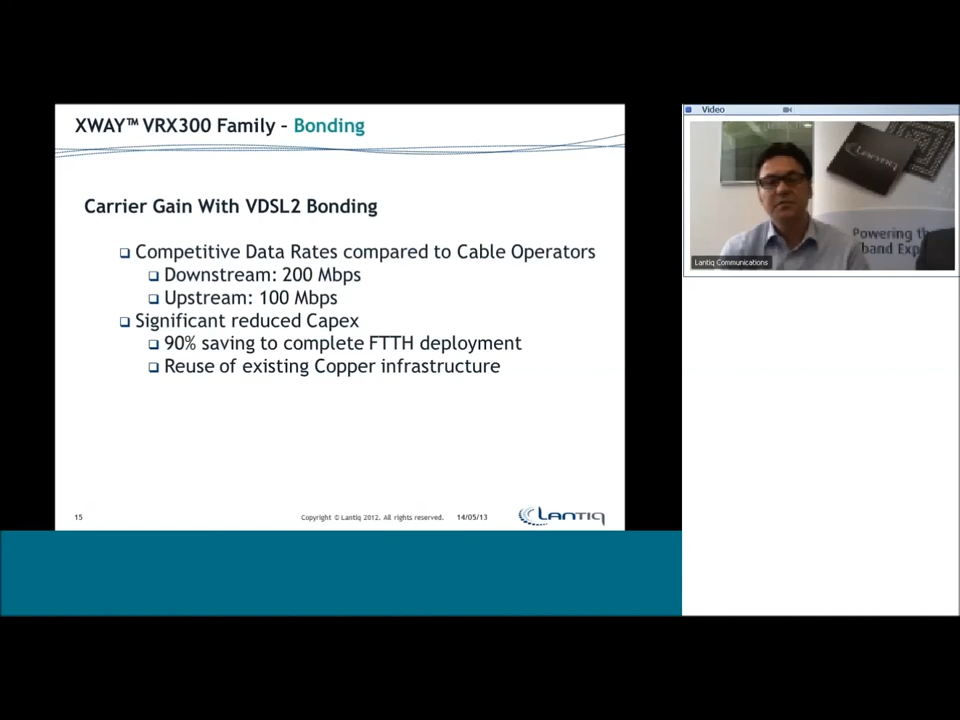 XWAY™ VRX300 Family – Bonding
Carrier Gain With VDSL2 Bonding
❑ Competitive Data Rates compared to Cable Operators
❑ Downstream: 200 Mbps
❑ Upstream: 100 Mbps
❑ Significant reduced Capex
❑ 90% saving to complete FTTH deployment
❑ Reuse of existing Copper infrastructure
15
Copyright © Lantiq 2012. All rights reserved.
14/05/13
LANTIQ
Video
LANTIQ
Powering th
band Exp
Lantiq Communications